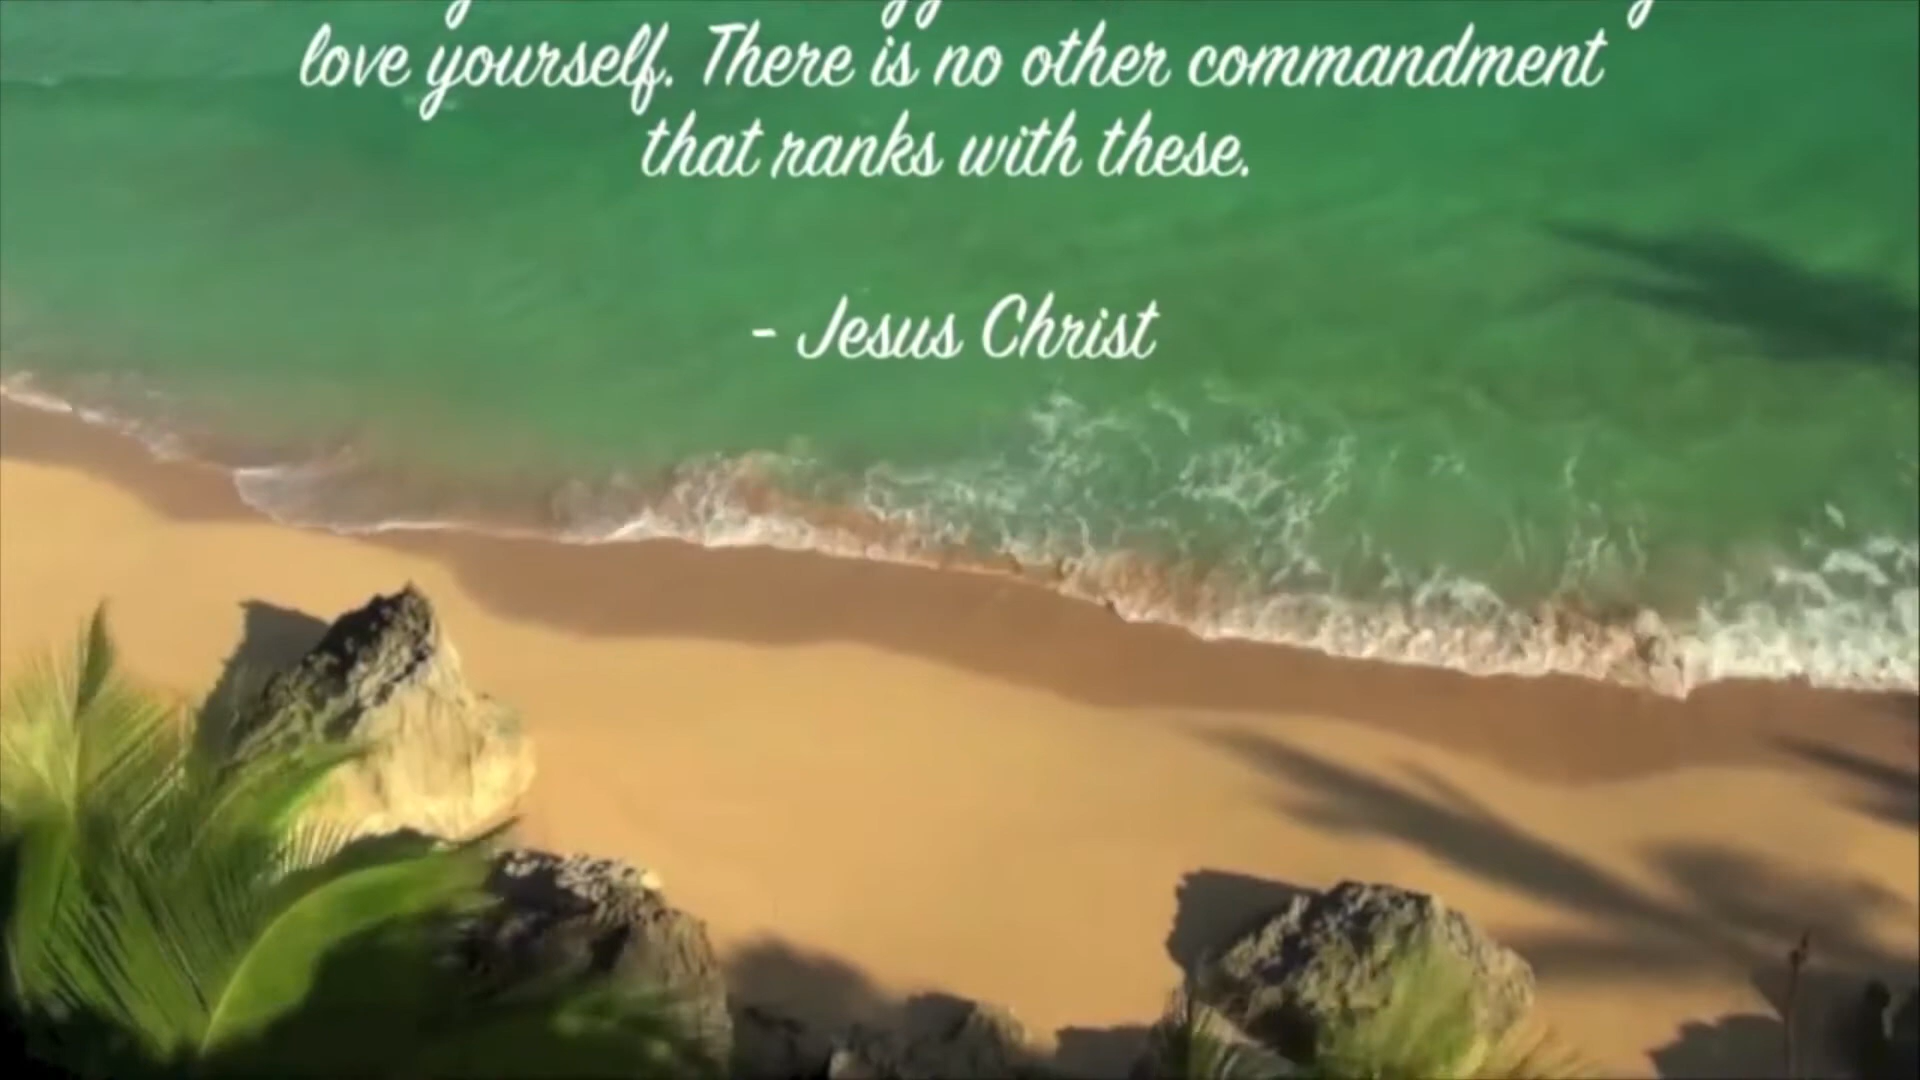 love yourself. There is no other commandment
that ranks with these.
- Jesus Christ